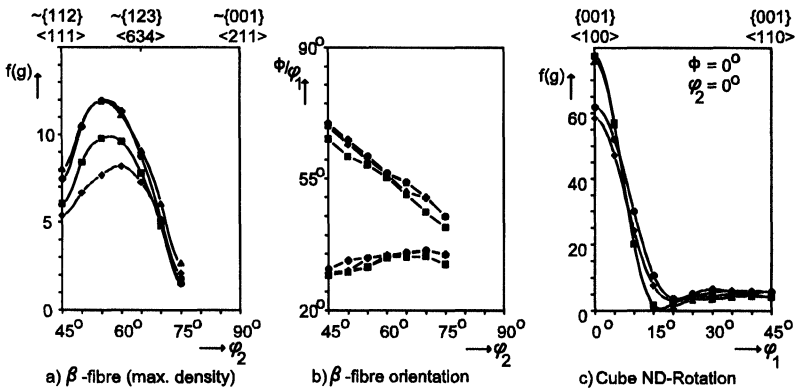 ~{112} ~{123} ~{001}
<111> <634> <211>
f(g)
10
5
0
45° 60° 75° 90°
φ2
a) β -fibre (max. density)
90°
Φ/φ1
55°
20°
45° 60° 75° 90°
φ2
b) β -fibre orientation
{001} {001}
<100> <110>
f(g)
Φ = 0°
φ2 = 0°
60
40
20
0
0° 15 30 45
φ1
c) Cube ND-Rotation